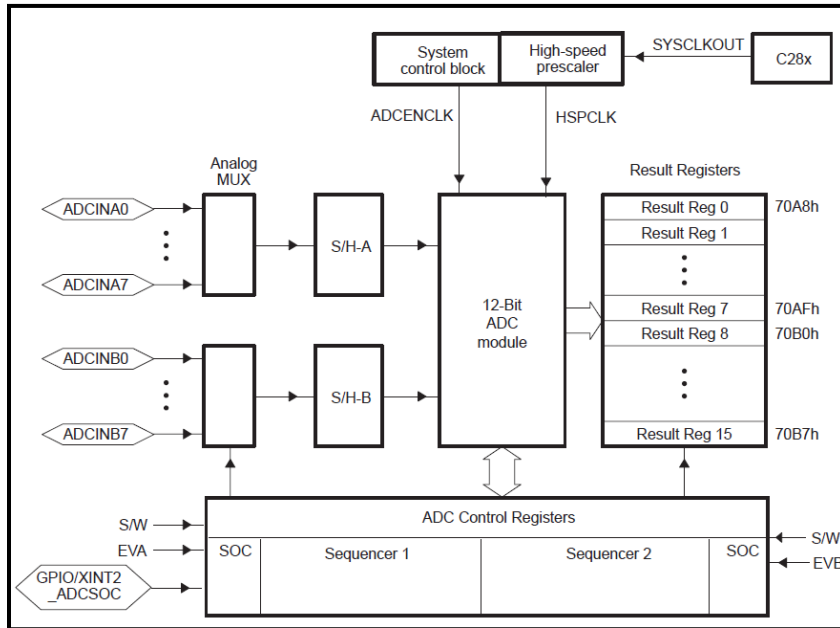 System
control block
High-speed
prescaler
SYSCLKOUT
C28x
ADCENCLK
HSPCLK
Analog
MUX
Result Registers
ADCINA0
ADCINA7
S/H-A
12-Bit
ADC
module
Result Reg 0
70A8h
Result Reg 1
Result Reg 7
70AFh
Result Reg 8
70B0h
ADCINB0
ADCINB7
S/H-B
Result Reg 15
70B7h
ADC Control Registers
S/W
EVA
GPIO/XINT2
_ADCSOC
SOC
Sequencer 1
Sequencer 2
SOC
S/W